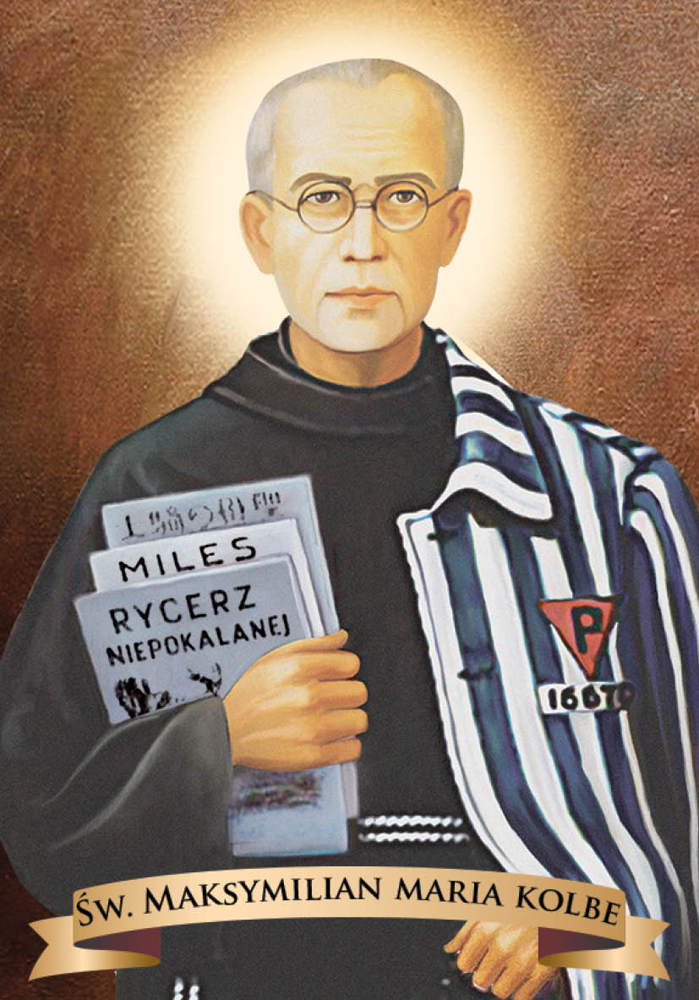 MILES
RYCERZ
NIEPOKALANEJ
P
16670
ŚW. MAKSYMILIAN MARIA KOLBE